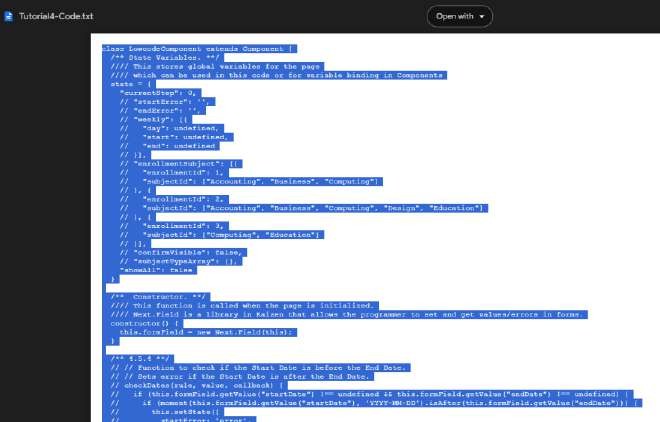 Tutorial4-Code.txt
Open with
class LowcodeComponent extends Component {
/** State Variables. **/
//// This stores global variables for the page
//// which can be used in this code or for variable binding in Components
state = {
"currentStep": 0,
// "startError": '',
// "endError": '',
// "weekly": [{
//   "day": undefined,
//   "start": undefined,
//   "end": undefined
// }],
// "enrollmentSubject": [{
//   "enrollmentId": 1,
//   "subjectId": ["Accounting", "Business", "Computing"]
// }, {
//   "enrollmentId": 2,
//   "subjectId": ["Accounting", "Business", "Computing", "Design", "Education"]
// }, {
//   "enrollmentId": 3,
//   "subjectId": ["Computing", "Education"]
// }],
// "confirmVisible": false,
// "subjectTypeArray": [],
"showAll": false
}
/** Constructor. **/
//// This function is called when the page is initialized.
//// Next.Field is a library in Kaizen that allows the programmer to set and get values/errors in forms.
constructor() {
this.formField = new Next.Field(this);
}
/** 4.5.4 **/
// // Function to check if the Start Date is before the End Date.
// // Sets error if the Start Date is after the End Date.
// checkDates(rule, value, callback) {
//   if (this.formField.getValue("startDate") !== undefined && this.formField.getValue("endDate") !== undefined) {
//     if (moment(this.formField.getValue("startDate"), 'YYYY-MM-DD').isAfter(this.formField.getValue("endDate"))) {
//       this.setState({
//         startError: 'error',